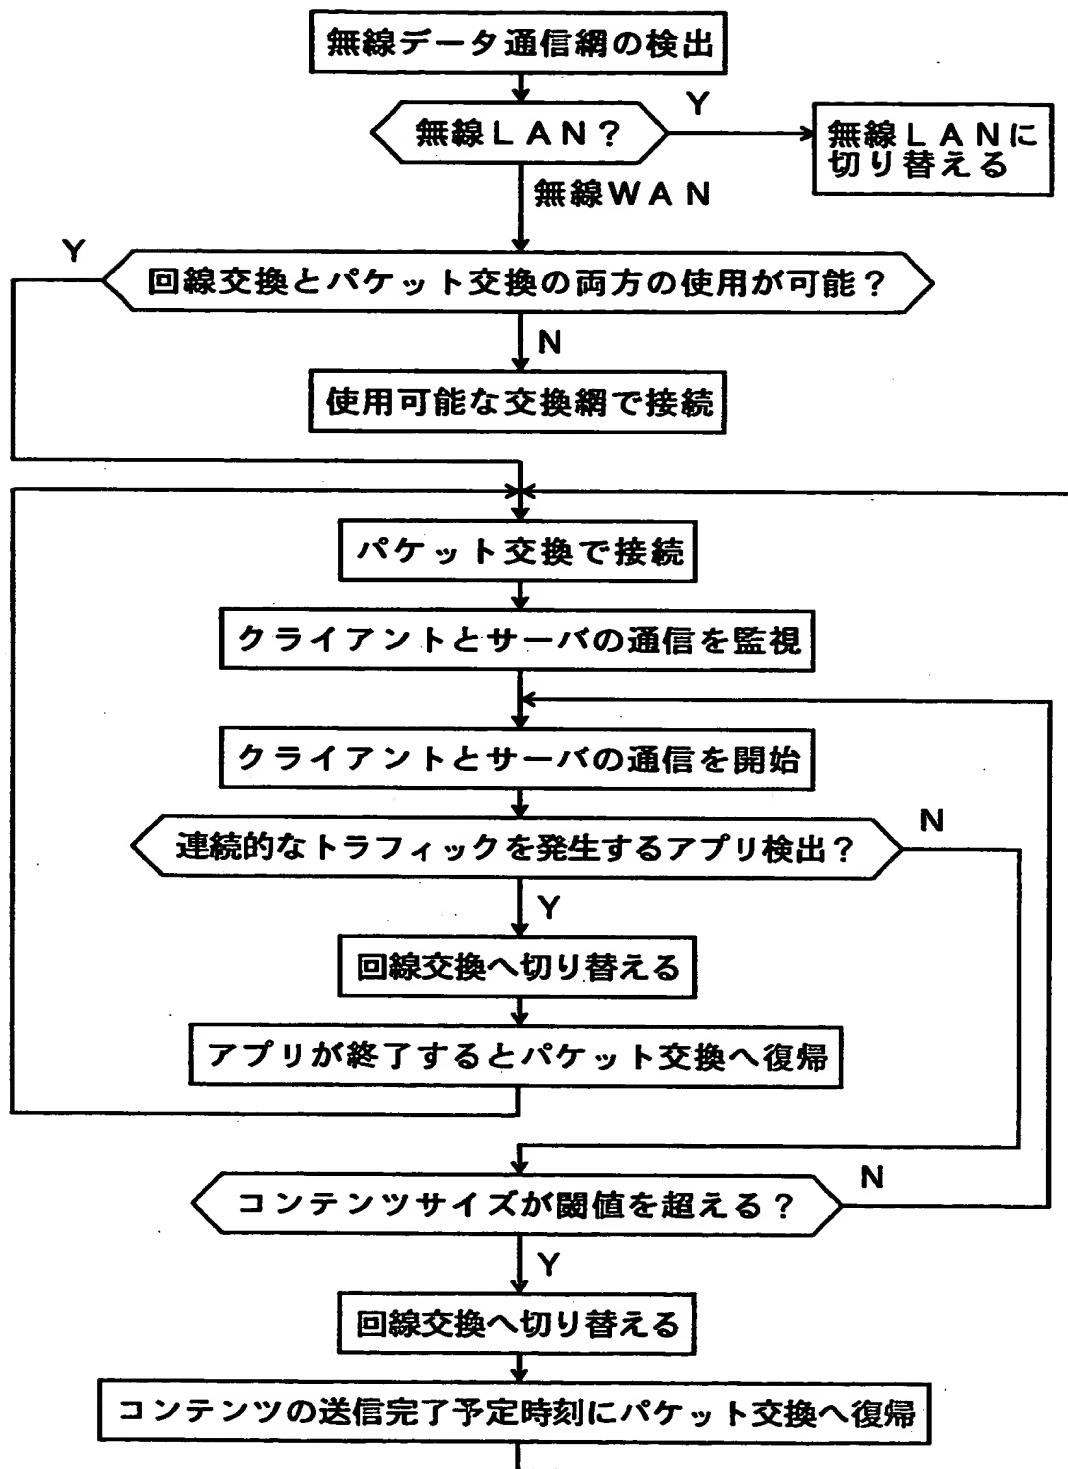 無線データ通信網の検出
無線LAN?
Y
無線LANに
切り替える
無線WAN
Y
回線交換とパケット交換の両方の使用が可能?
N
使用可能な交換網で接続
パケット交換で接続
クライアントとサーバの通信を監視
クライアントとサーバの通信を開始
連続的なトラフィックを発生するアプリ検出?
N
Y
回線交換へ切り替える
アプリが終了するとパケット交換へ復帰
コンテンツサイズが閾値を超える?
N
Y
回線交換へ切り替える
コンテンツの送信完了予定時刻にパケット交換へ復帰